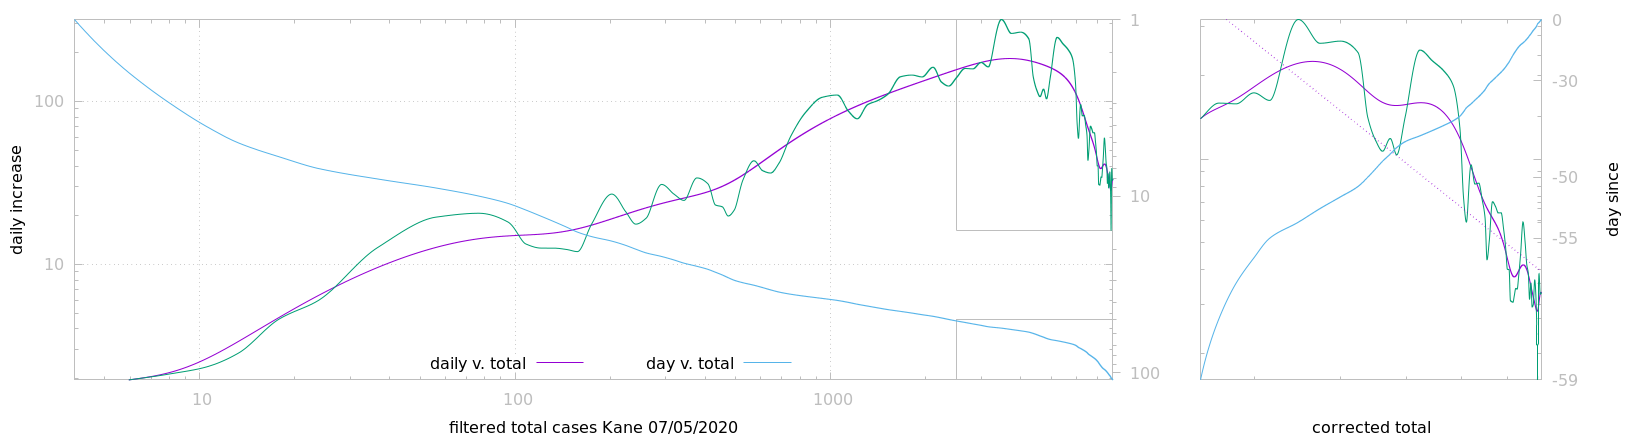 daily increase
100
10
daily v. total
day v. total
10
100
1000
filtered total cases Kane 07/05/2020
1
10
100
0
-30
-50
-55
-59
day since
corrected total